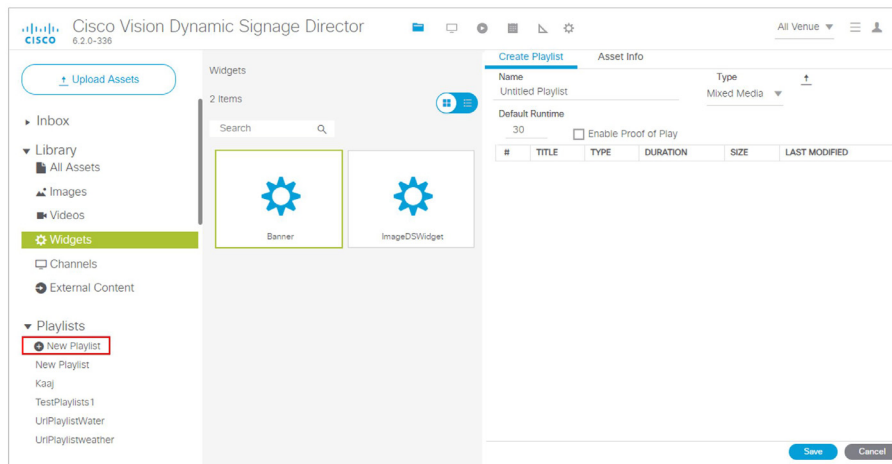 CISCO
Cisco Vision Dynamic Signage Director
6.2.0-336
All Venue
Upload Assets
Inbox
Library
All Assets
Images
Videos
Widgets
Channels
External Content
Playlists
New Playlist
New Playlist
Kaaj
TestPlaylists1
UrlPlaylistWater
UrlPlaylistweather
Widgets
2 Items
Search
Banner
ImageDSWidget
Create Playlist Asset Info
Name Type
Untitled Playlist Mixed Media
Default Runtime
30 Enable Proof of Play
# TITLE TYPE DURATION SIZE LAST MODIFIED
Save Cancel